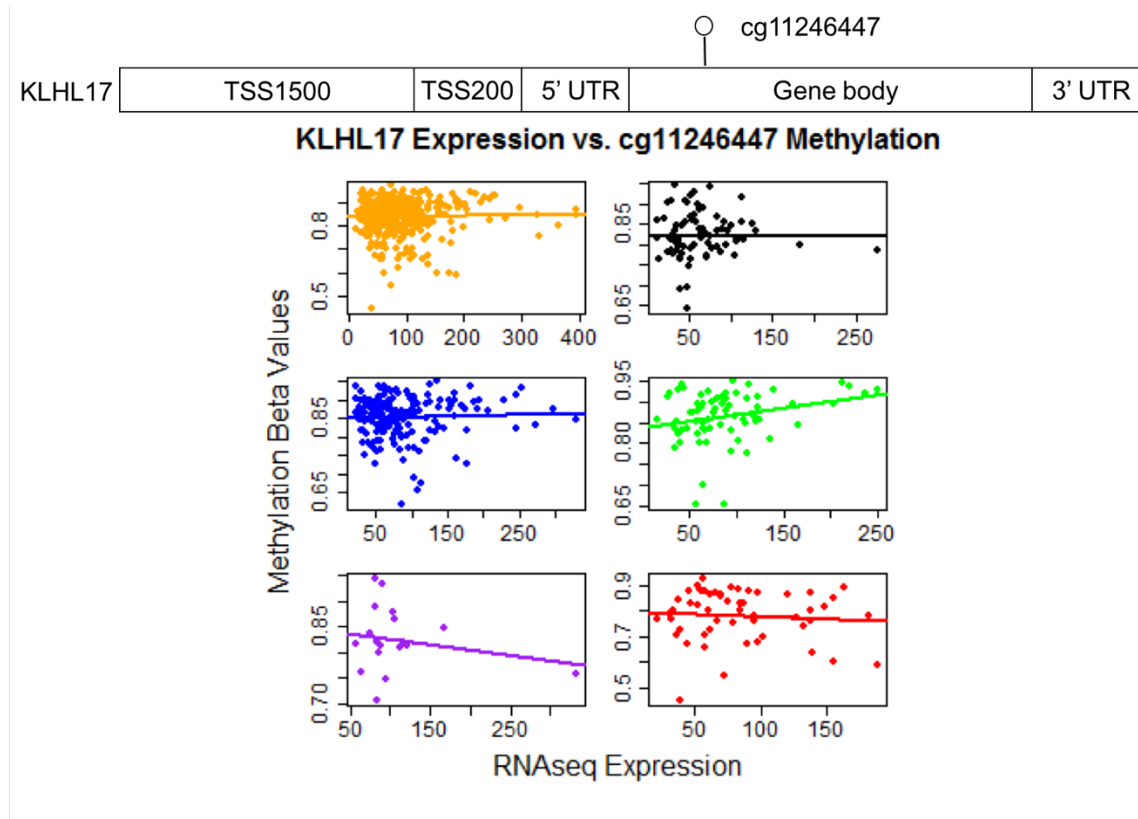 cg11246447
KLHL17 TSS1500 TSS200 5' UTR Gene body 3' UTR
KLHL17 Expression vs. cg11246447 Methylation
Methylation Beta Values
0.8
0.5
0 100 200 300 400
0.85
0.65
50 150 250
0.85
0.65
50 150 250
0.95
0.80
0.65
50 150 250
0.85
0.70
50 150 250
0.9
0.7
0.5
50 100 150
RNAseq Expression